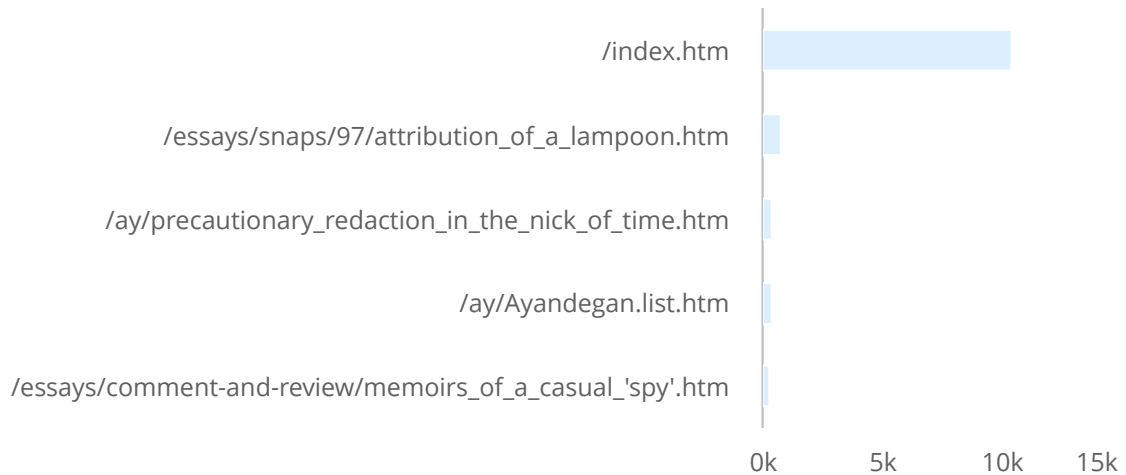 /index.htm
/essays/snaps/97/attribution_of_a_lampoon.htm
/ay/precautionary_redaction_in_the_nick_of_time.htm
/ay/Ayandegan.list.htm
/essays/comment-and-review/memoirs_of_a_casual_'spy'.htm
0k 5k 10k 15k